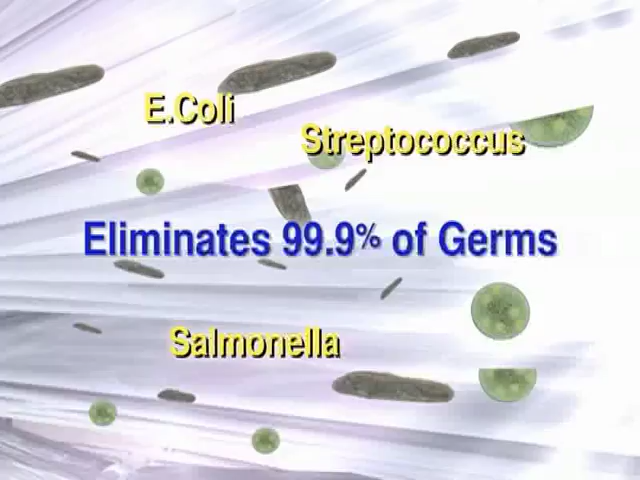 E.Coli
Streptococcus
Eliminates 99.9% of Germs
Salmonella